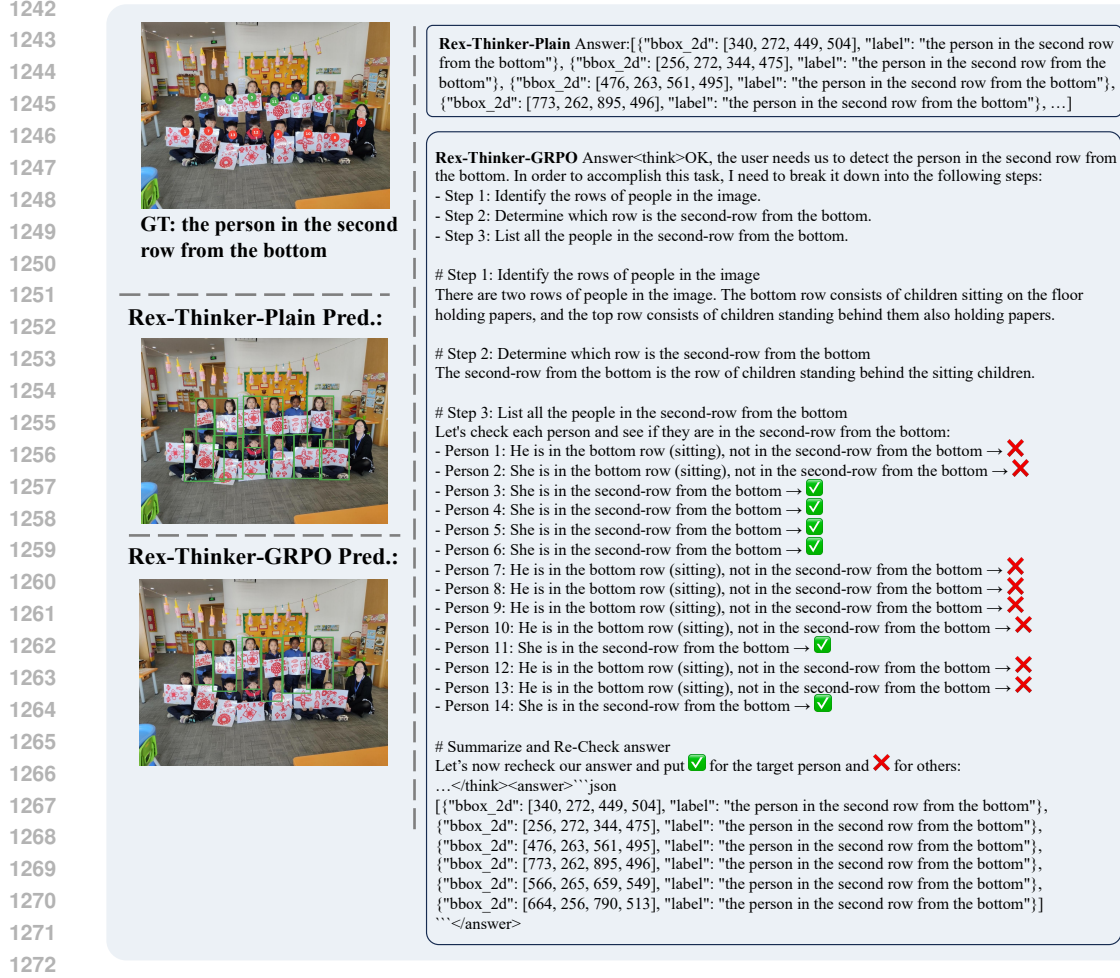 1242
1243
1244
1245
1246
1247
1248
1249
1250
1251
1252
1253
1254
1255
1256
1257
1258
1259
1260
1261
1262
1263
1264
1265
1266
1267
1268
1269
1270
1271
1272
GT: the person in the second
row from the bottom
Rex-Thinker-Plain Pred.:
Rex-Thinker-GRPO Pred.:
Rex-Thinker-Plain Answer:[{"bbox_2d": [340, 272, 449, 504], "label": "the person in the second row
from the bottom"}, {"bbox_2d": [256, 272, 344, 475], "label": "the person in the second row from the
bottom"}, {"bbox_2d": [476, 263, 561, 495], "label": "the person in the second row from the bottom"},
{"bbox_2d": [773, 262, 895, 496], "label": "the person in the second row from the bottom"}, …]
Rex-Thinker-GRPO Answer<think>OK, the user needs us to detect the person in the second row from
the bottom. In order to accomplish this task, I need to break it down into the following steps:
- Step 1: Identify the rows of people in the image.
- Step 2: Determine which row is the second-row from the bottom.
- Step 3: List all the people in the second-row from the bottom.
# Step 1: Identify the rows of people in the image
There are two rows of people in the image. The bottom row consists of children sitting on the floor
holding papers, and the top row consists of children standing behind them also holding papers.
# Step 2: Determine which row is the second-row from the bottom
The second-row from the bottom is the row of children standing behind the sitting children.
# Step 3: List all the people in the second-row from the bottom
Let's check each person and see if they are in the second-row from the bottom:
- Person 1: He is in the bottom row (sitting), not in the second-row from the bottom → ❌
- Person 2: She is in the bottom row (sitting), not in the second-row from the bottom → ❌
- Person 3: She is in the second-row from the bottom → ✅
- Person 4: She is in the second-row from the bottom → ✅
- Person 5: She is in the second-row from the bottom → ✅
- Person 6: She is in the second-row from the bottom → ✅
- Person 7: He is in the bottom row (sitting), not in the second-row from the bottom → ❌
- Person 8: He is in the bottom row (sitting), not in the second-row from the bottom → ❌
- Person 9: He is in the bottom row (sitting), not in the second-row from the bottom → ❌
- Person 10: He is in the bottom row (sitting), not in the second-row from the bottom → ❌
- Person 11: She is in the second-row from the bottom → ✅
- Person 12: He is in the bottom row (sitting), not in the second-row from the bottom → ❌
- Person 13: He is in the bottom row (sitting), not in the second-row from the bottom → ❌
- Person 14: She is in the second-row from the bottom → ✅
# Summarize and Re-Check answer
Let's now recheck our answer and put ✅ for the target person and ❌ for others:
…</think><answer>```json
[{"bbox_2d": [340, 272, 449, 504], "label": "the person in the second row from the bottom"},
{"bbox_2d": [256, 272, 344, 475], "label": "the person in the second row from the bottom"},
{"bbox_2d": [476, 263, 561, 495], "label": "the person in the second row from the bottom"},
{"bbox_2d": [773, 262, 895, 496], "label": "the person in the second row from the bottom"},
{"bbox_2d": [566, 265, 659, 549], "label": "the person in the second row from the bottom"},
{"bbox_2d": [664, 256, 790, 513], "label": "the person in the second row from the bottom"}]
```</answer>